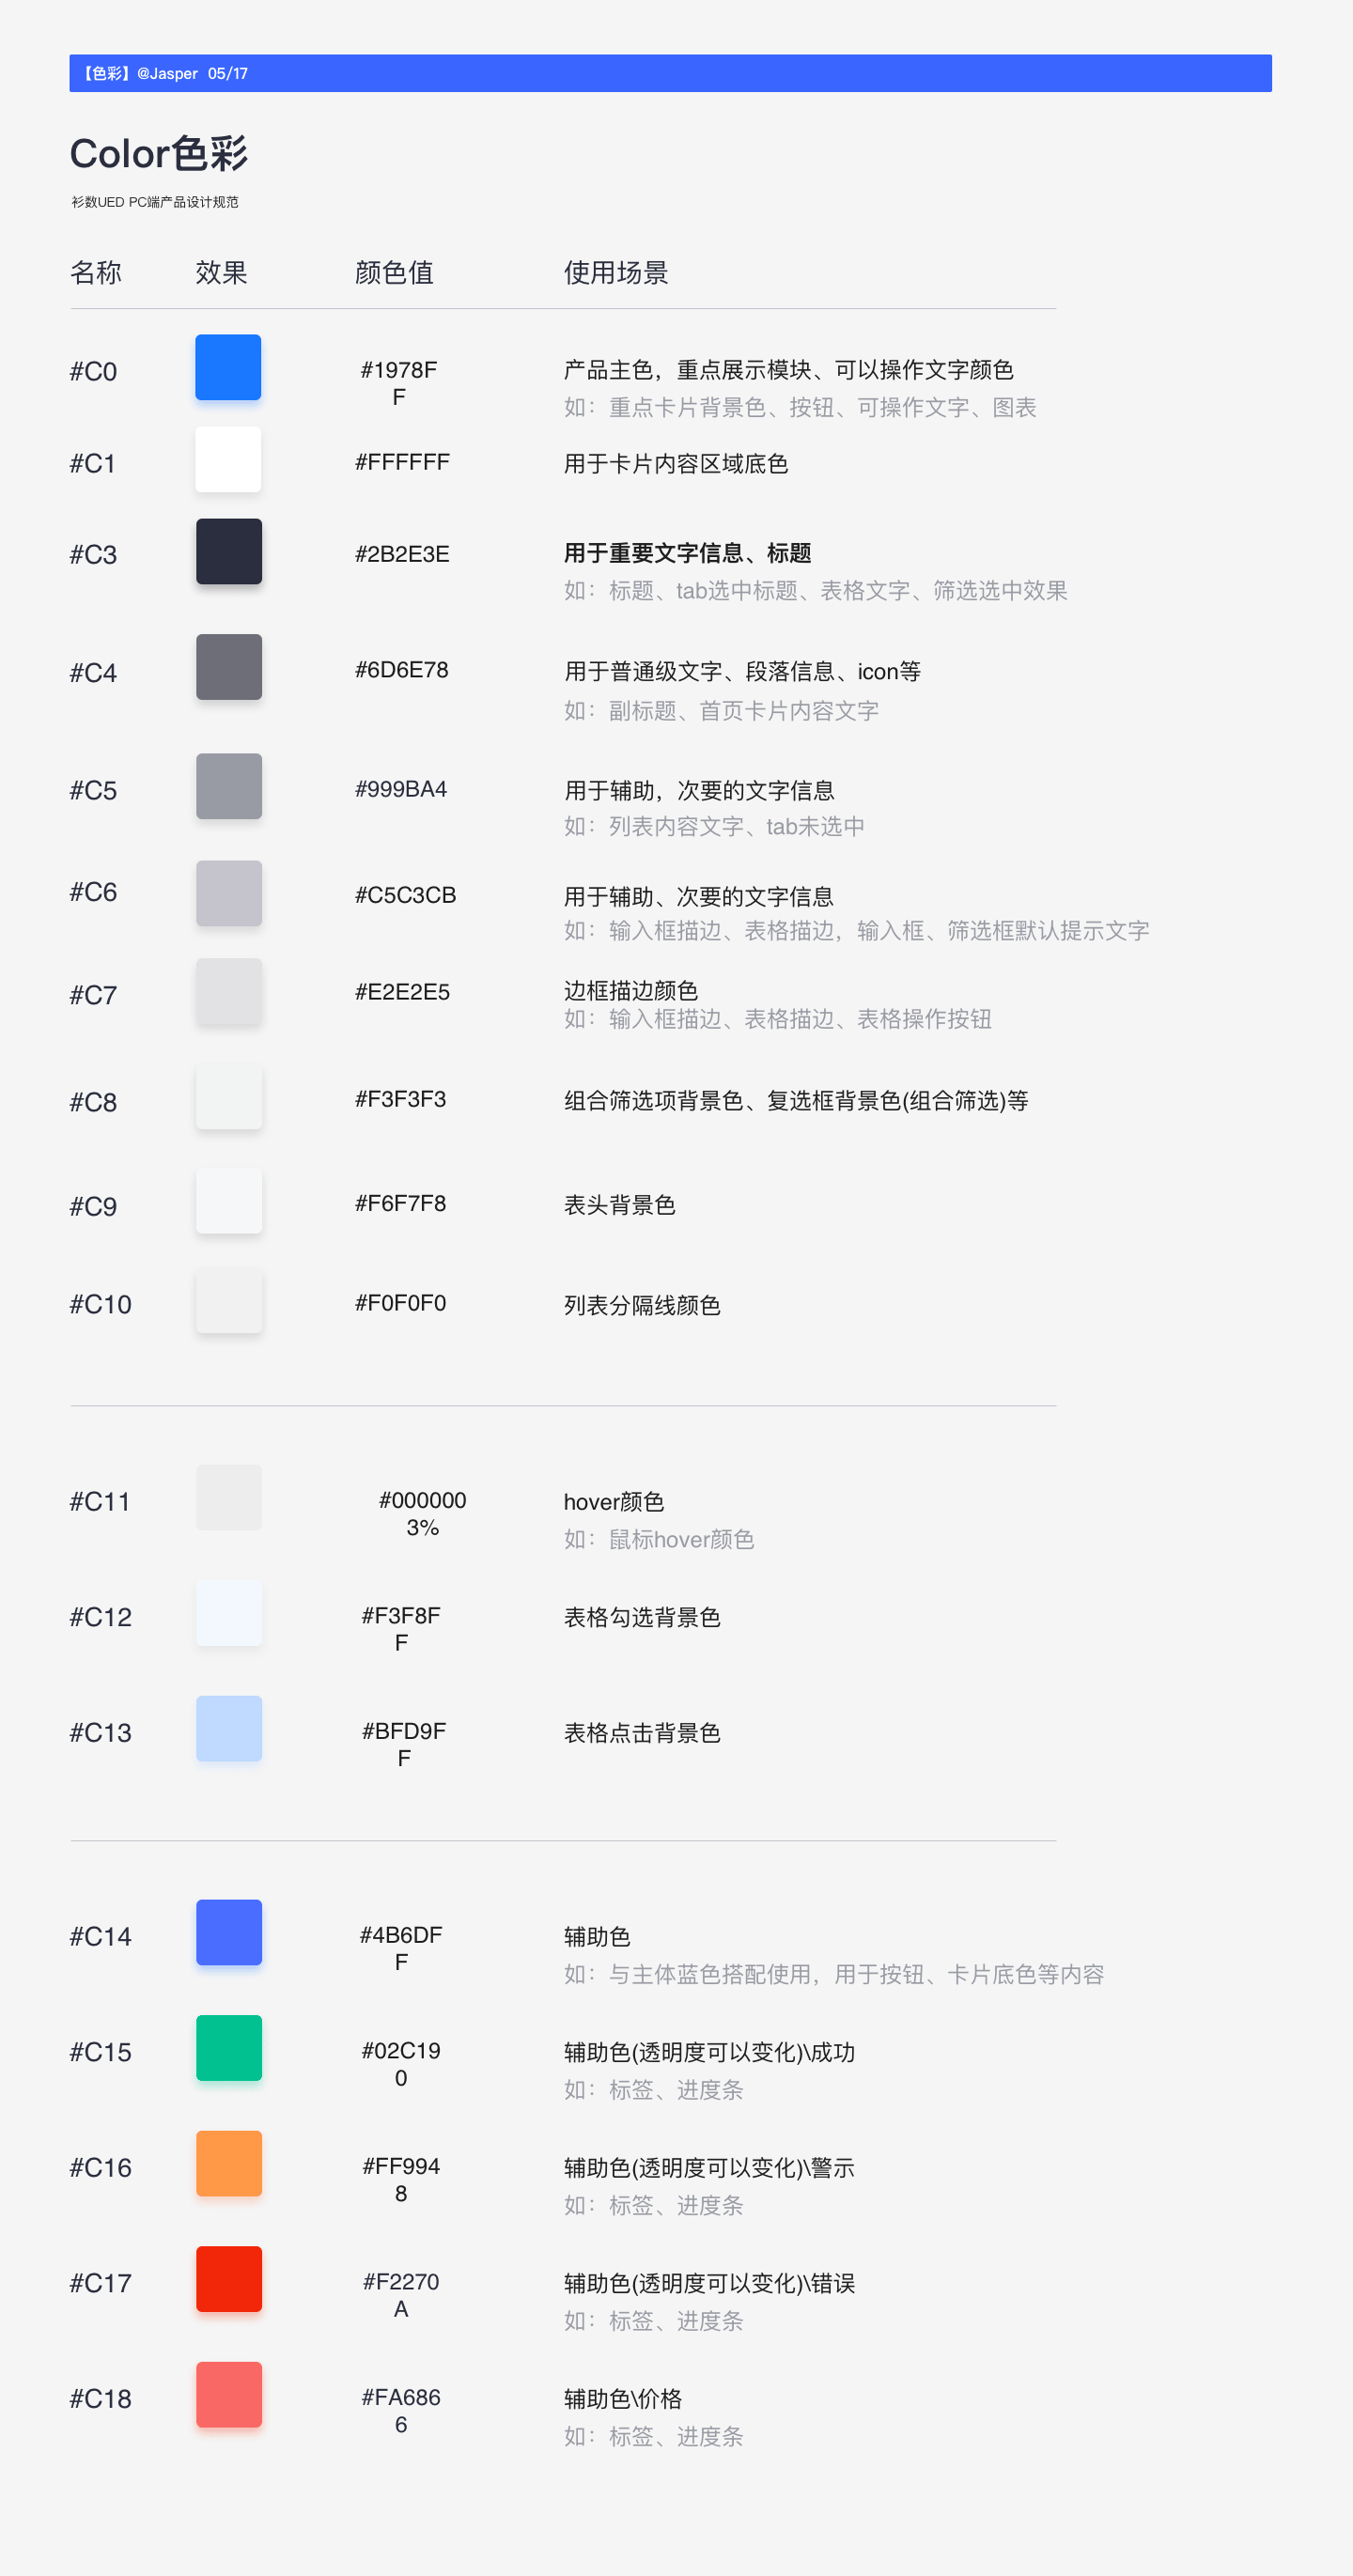 【色彩】@Jasper 05/17
Color色彩
衫数UED PC端产品设计规范
名称 效果 颜色值 使用场景
#C0 #1978F 产品主色，重点展示模块、可以操作文字颜色
F 如：重点卡片背景色、按钮、可操作文字、图表
#C1 #FFFFFF 用于卡片内容区域底色
#C3 #2B2E3E 用于重要文字信息、标题
如：标题、tab选中标题、表格文字、筛选选中效果
#C4 #6D6E78 用于普通级文字、段落信息、icon等
如：副标题、首页卡片内容文字
#C5 #999BA4 用于辅助，次要的文字信息
如：列表内容文字、tab未选中
#C6 #C5C3CB 用于辅助、次要的文字信息
如：输入框描边、表格描边，输入框、筛选框默认提示文字
#C7 #E2E2E5 边框描边颜色
如：输入框描边、表格描边、表格操作按钮
#C8 #F3F3F3 组合筛选项背景色、复选框背景色(组合筛选)等
#C9 #F6F7F8 表头背景色
#C10 #F0F0F0 列表分隔线颜色
#C11 #000000 hover颜色
3% 如：鼠标hover颜色
#C12 #F3F8F 表格勾选背景色
F
#C13 #BFD9F 表格点击背景色
F
#C14 #4B6DF 辅助色
F 如：与主体蓝色搭配使用，用于按钮、卡片底色等内容
#C15 #02C19 辅助色(透明度可以变化)\成功
0 如：标签、进度条
#C16 #FF994 辅助色(透明度可以变化)\警示
8 如：标签、进度条
#C17 #F2270 辅助色(透明度可以变化)\错误
A 如：标签、进度条
#C18 #FA686 辅助色\价格
6 如：标签、进度条